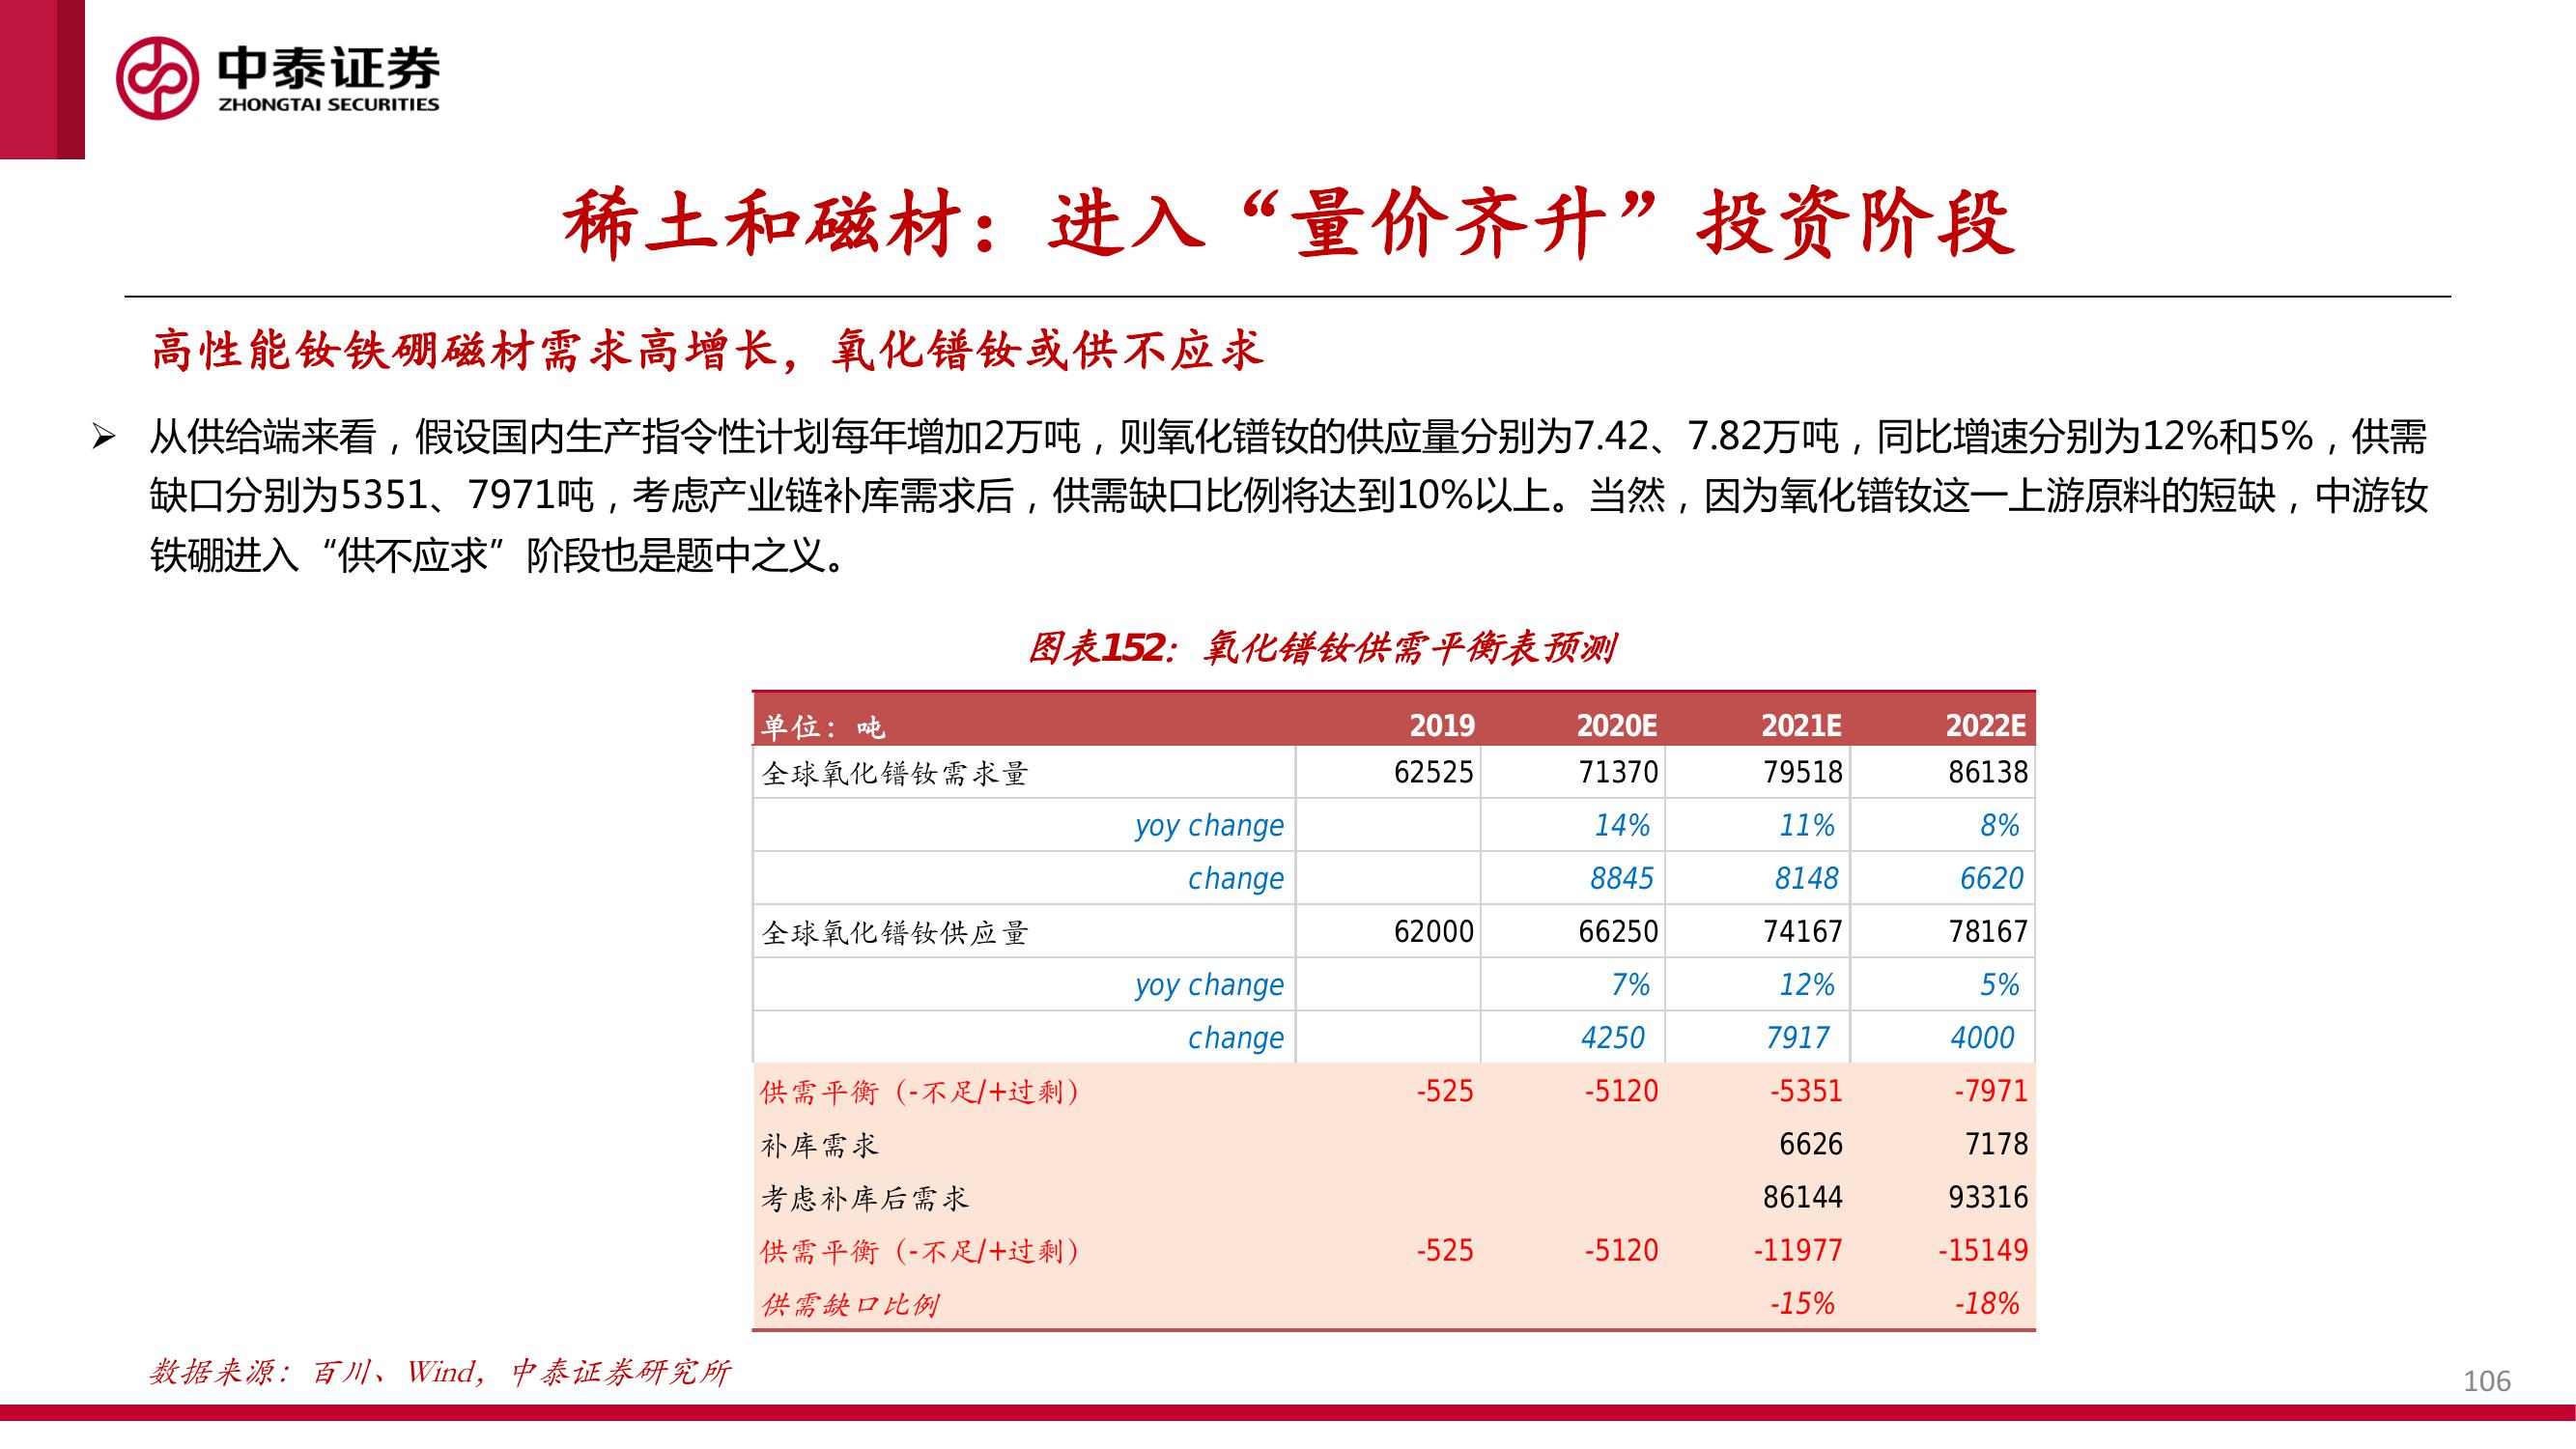 中泰证券
ZHONGTAI SECURITIES
稀土和磁材：进入“量价齐升”投资阶段
高性能钕铁硼磁材需求高增长，氧化镨钕或供不应求
➢ 从供给端来看，假设国内生产指令性计划每年增加2万吨，则氧化镨钕的供应量分别为7.42、7.82万吨，同比增速分别为12%和5%，供需
缺口分别为5351、7971吨，考虑产业链补库需求后，供需缺口比例将达到10%以上。当然，因为氧化镨钕这一上游原料的短缺，中游钕
铁硼进入“供不应求”阶段也是题中之义。
图表152：氧化镨钕供需平衡表预测
单位：吨 2019 2020E 2021E 2022E
全球氧化镨钕需求量 62525 71370 79518 86138
yoy change 14% 11% 8%
change 8845 8148 6620
全球氧化镨钕供应量 62000 66250 74167 78167
yoy change 7% 12% 5%
change 4250 7917 4000
供需平衡（-不足/+过剩） -525 -5120 -5351 -7971
补库需求 6626 7178
考虑补库后需求 86144 93316
供需平衡（-不足/+过剩） -525 -5120 -11977 -15149
供需缺口比例 -15% -18%
数据来源：百川、Wind，中泰证券研究所
106